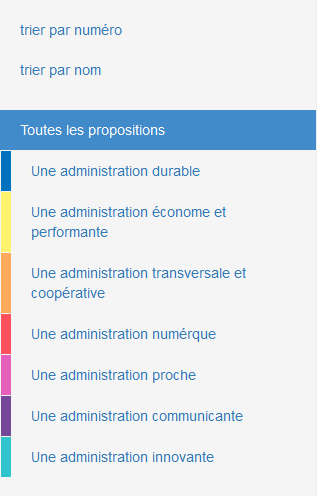 trier par numéro
trier par nom
Toutes les propositions
Une administration durable
Une administration économe et
performante
Une administration transversale et
coopérative
Une administration numérque
Une administration proche
Une administration communicante
Une administration innovante